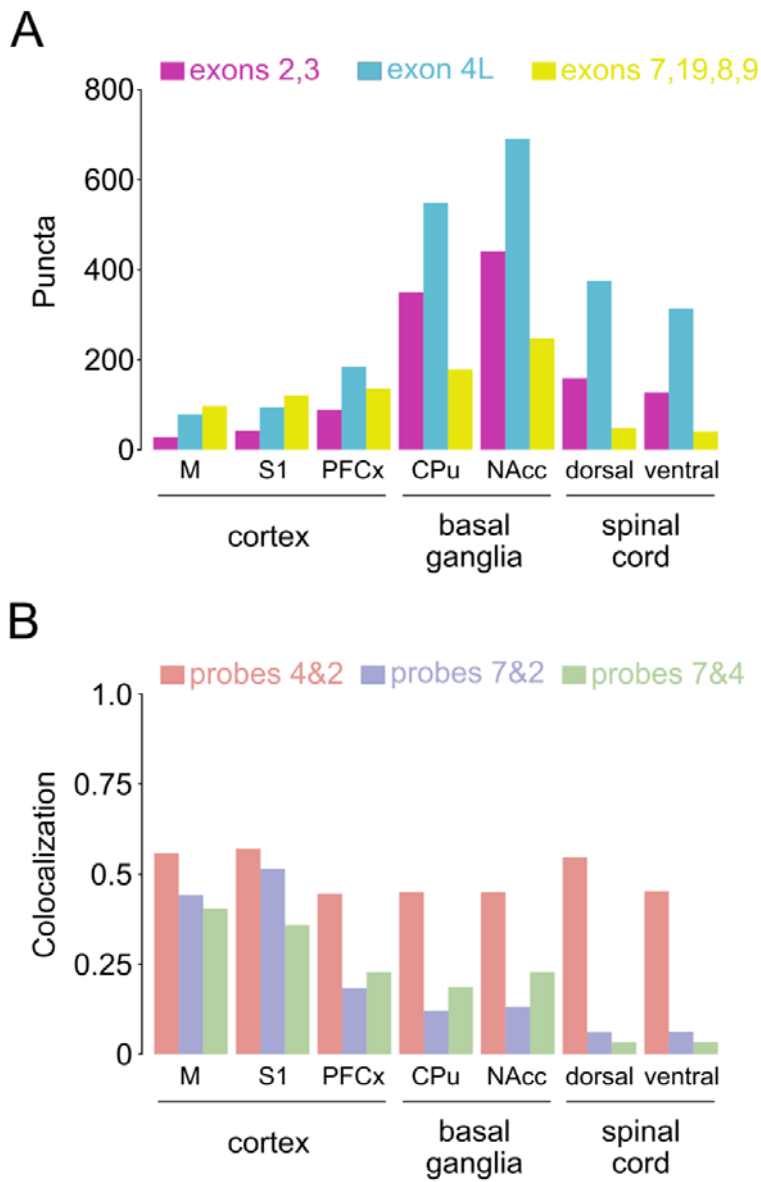 A
exons 2,3 exon 4L exons 7,19,8,9
800
600
400
200
0
Puncta
M S1 PFCx CPu NAcc dorsal ventral
cortex basal ganglia spinal cord
B
probes 4&2 probes 7&2 probes 7&4
1.0
0.75
0.5
0.25
0
Colocalization
M S1 PFCx CPu NAcc dorsal ventral
cortex basal ganglia spinal cord